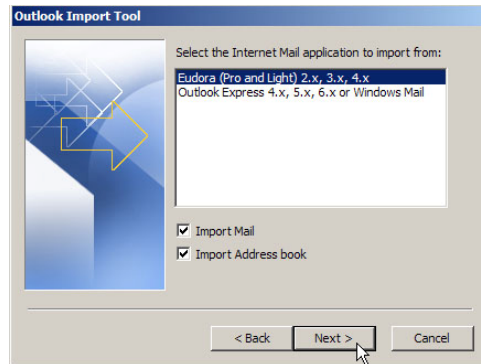 Outlook Import Tool
Select the Internet Mail application to import from:
Eudora (Pro and Light) 2.x, 3.x, 4.x
Outlook Express 4.x, 5.x, 6.x or Windows Mail
Import Mail
Import Address book
< Back Next > Cancel